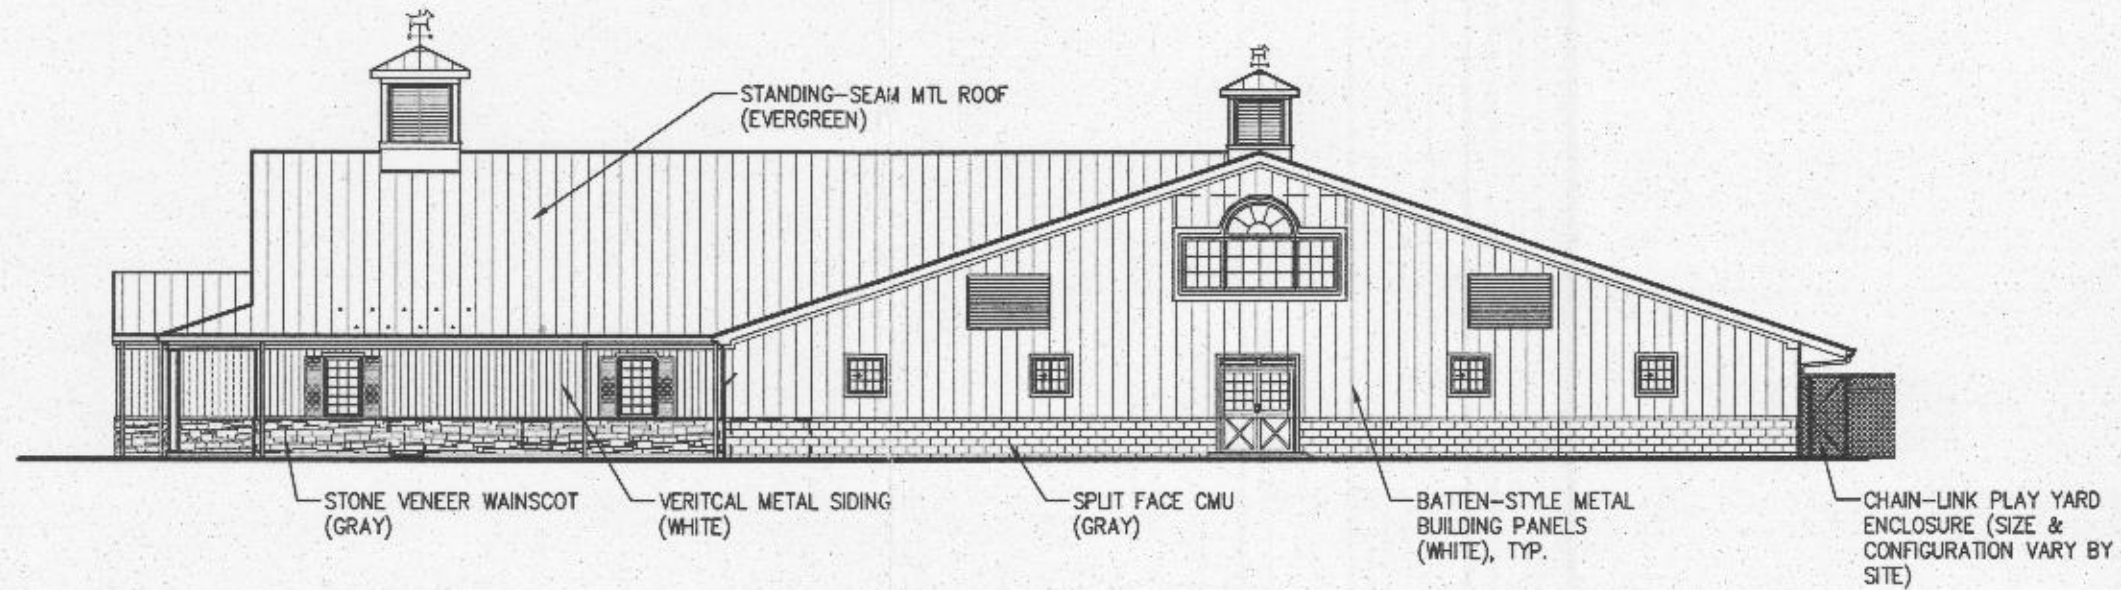 STANDING-SEAM MTL ROOF
(EVERGREEN)
STONE VENEER WAINSCOT
(GRAY)
VERITCAL METAL SIDING
(WHITE)
SPLIT FACE CMU
(GRAY)
BATTEN-STYLE METAL
BUILDING PANELS
(WHITE), TYP.
CHAIN-LINK PLAY YARD
ENCLOSURE (SIZE &
CONFIGURATION VARY BY
SITE)